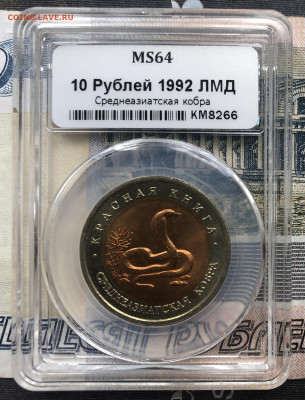 COINS.LAVE.RU
MS64
10 Рублей 1992 ЛМД
Среднеазиатская кобра
KM8266
· КРАСНАЯ КНИГА ·
СРЕДНЕАЗИАТСКАЯ КОБРА